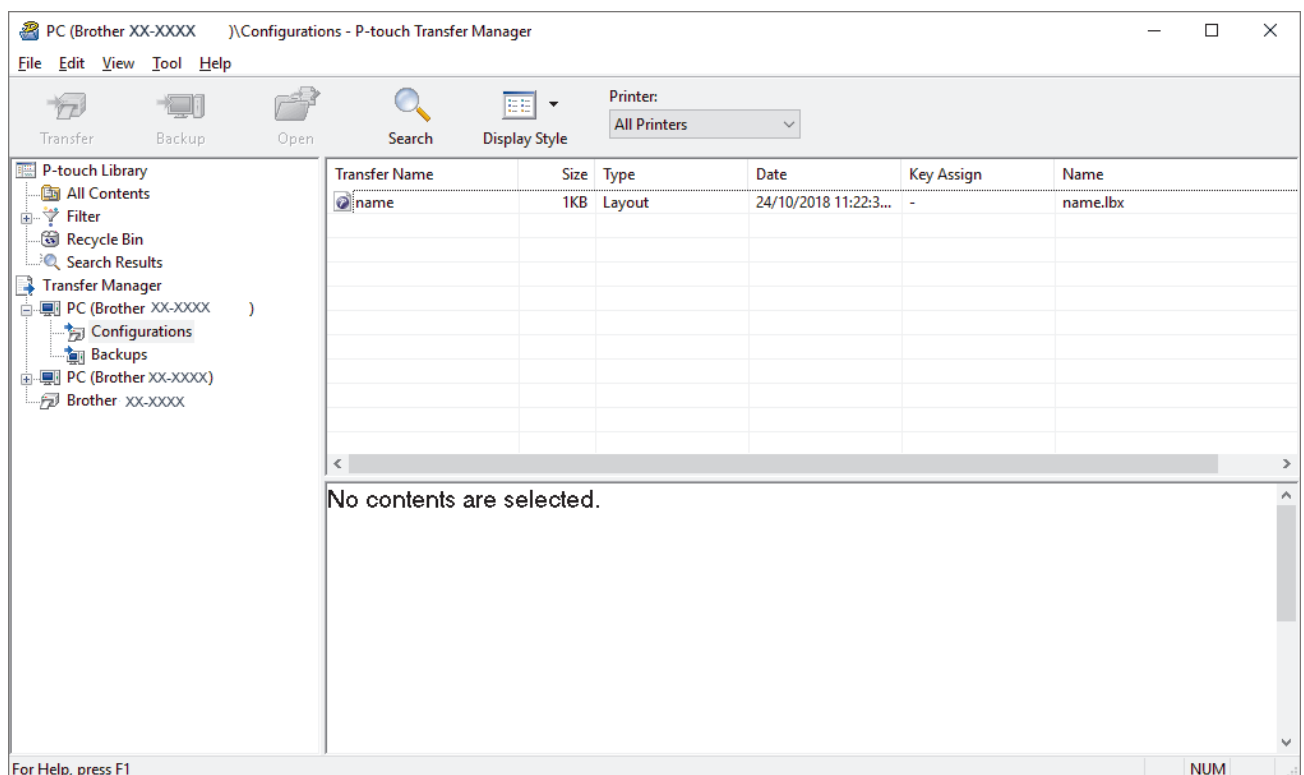 PC (Brother XX-XXXX )\Configurations - P-touch Transfer Manager
File Edit View Tool Help
Transfer Backup Open Search Display Style
Printer:
All Printers
P-touch Library
All Contents
Filter
Recycle Bin
Search Results
Transfer Manager
PC (Brother XX-XXXX )
Configurations
Backups
PC (Brother XX-XXXX)
Brother XX-XXXX
Transfer Name Size Type Date Key Assign Name
name 1KB Layout 24/10/2018 11:22:3... - name.lbx
No contents are selected.
For Help, press F1 NUM